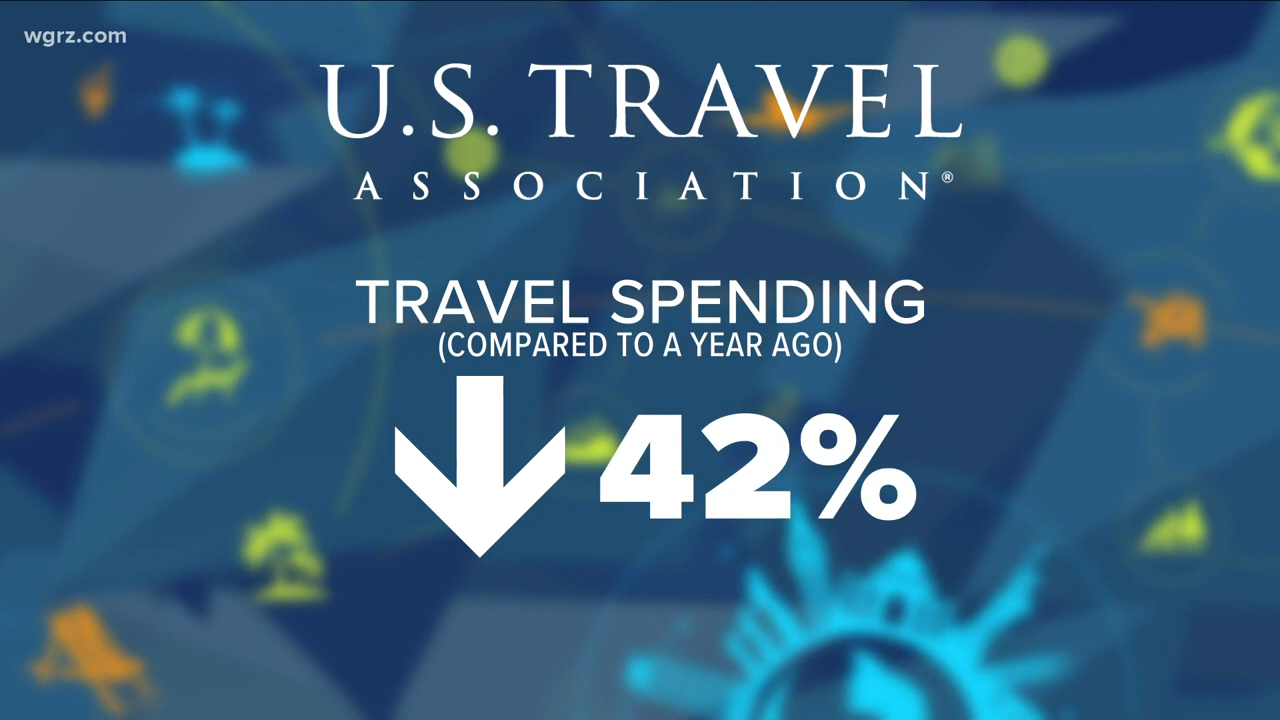 wgrz.com
U.S. TRAVEL
ASSOCIATION®
TRAVEL SPENDING
(COMPARED TO A YEAR AGO)
42%